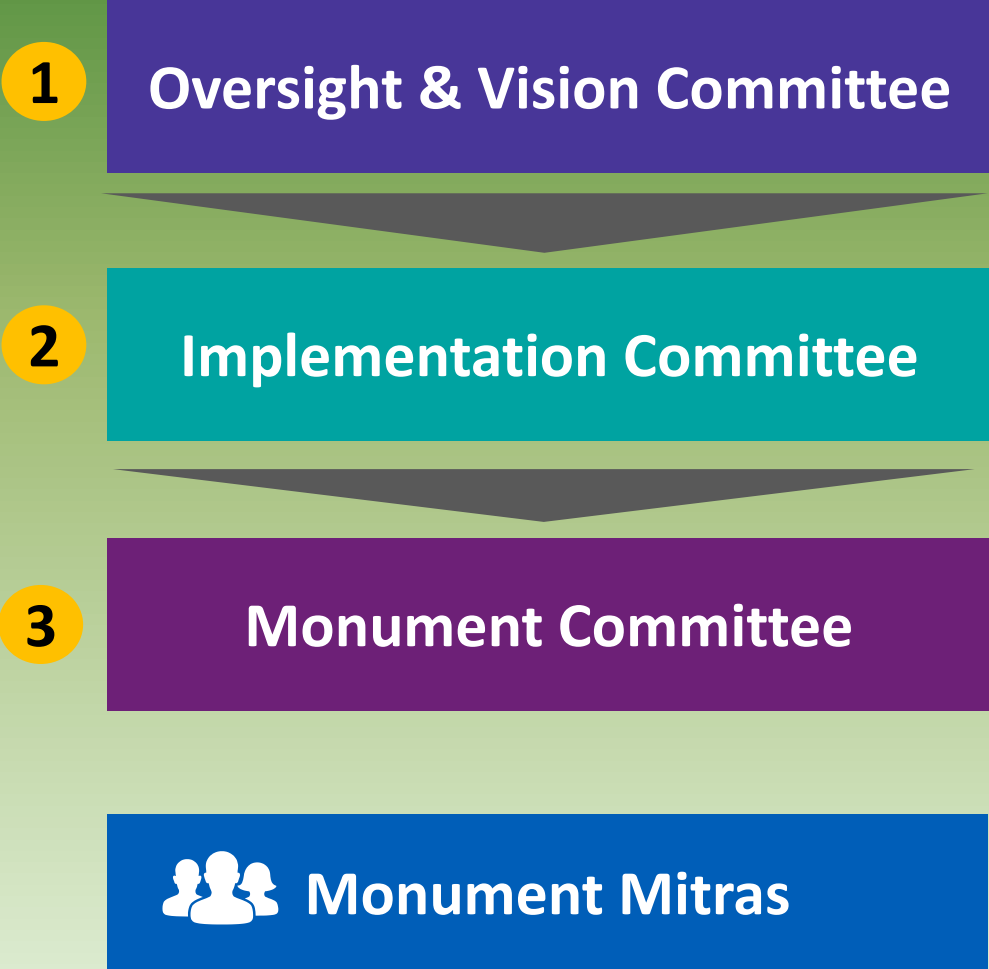 1
Oversight & Vision Committee
2
Implementation Committee
3
Monument Committee
Monument Mitras